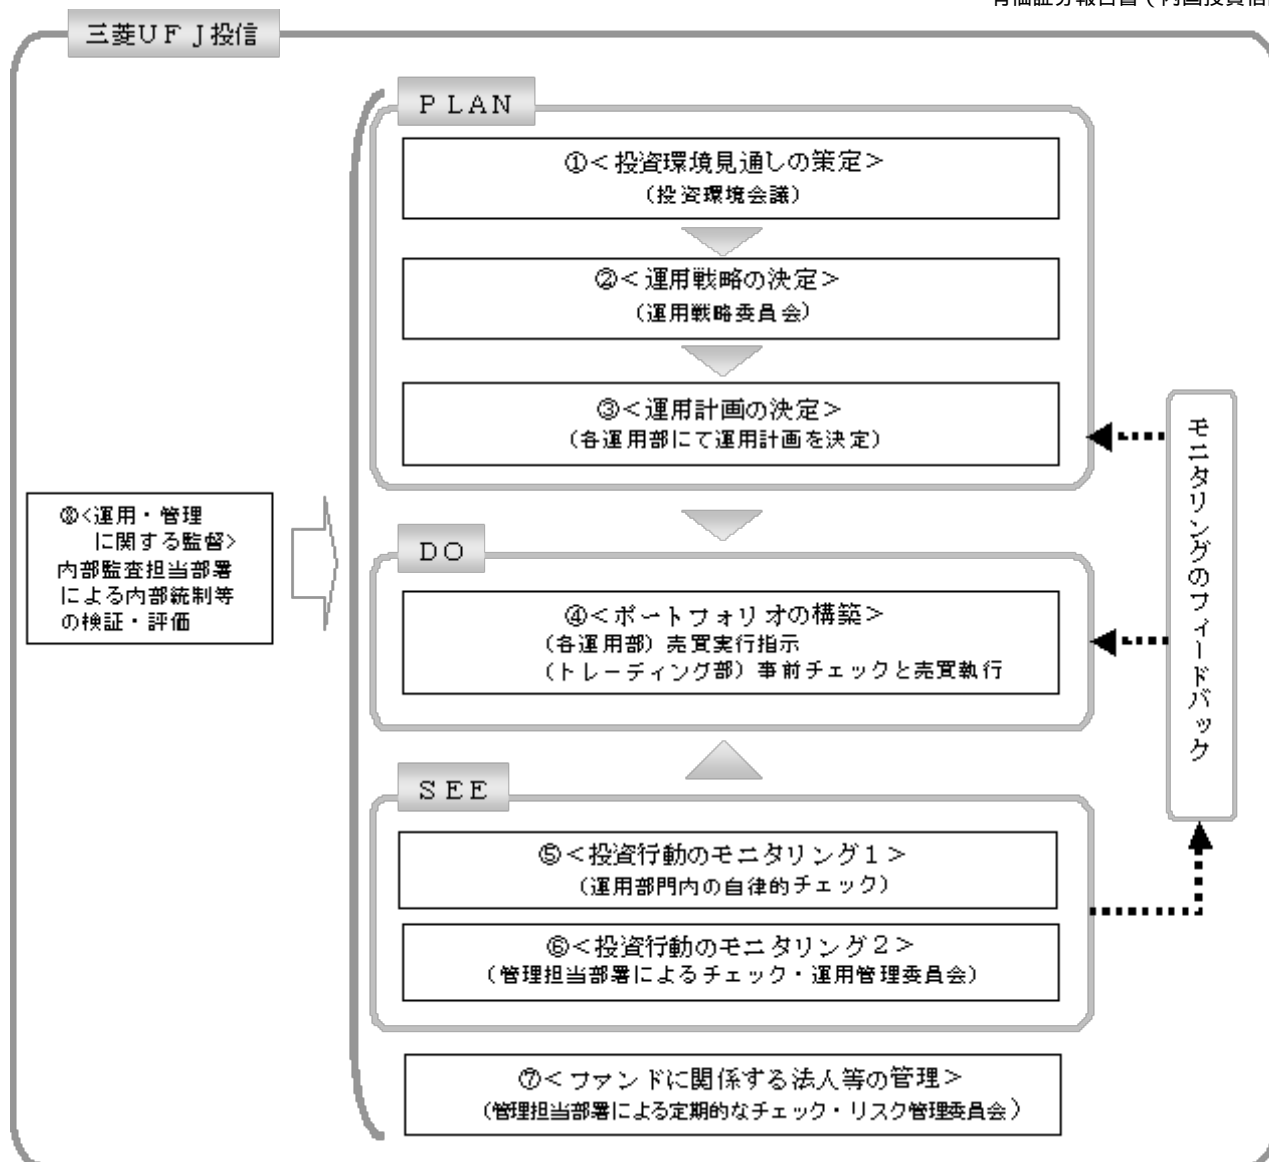 三菱UFJ投信
PLAN
①<投資環境見通しの策定>
(投資環境会議)
②<運用戦略の決定>
(運用戦略委員会)
③<運用計画の決定>
(各運用部にて運用計画を決定)
⑧<運用・管理
に関する監督>
内部監査担当部署
による内部統制等
の検証・評価
DO
④<ポートフォリオの構築>
(各運用部)売買実行指示
(トレーディング部)事前チェックと売買執行
モニタリングのフィードバック
SEE
⑤<投資行動のモニタリング1>
(運用部門内の自律的チェック)
⑥<投資行動のモニタリング2>
(管理担当部署によるチェック・運用管理委員会)
⑦<ファンドに関係する法人等の管理>
(管理担当部署による定期的なチェック・リスク管理委員会)